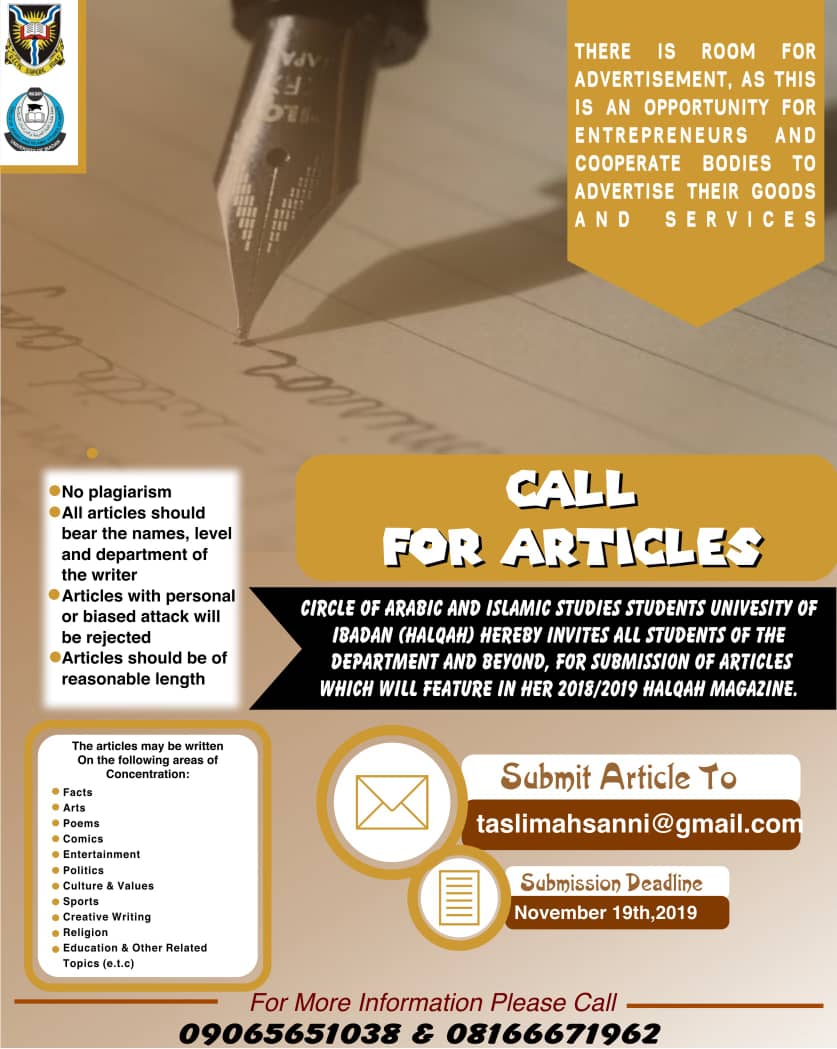 THERE IS ROOM FOR
ADVERTISEMENT, AS THIS
IS AN OPPORTUNITY FOR
ENTREPRENEURS AND
COOPERATE BODIES TO
ADVERTISE THEIR GOODS
AND SERVICES
CALL
FOR ARTICLES
CIRCLE OF ARABIC AND ISLAMIC STUDIES STUDENTS UNIVESITY OF
IBADAN (HALQAH) HEREBY INVITES ALL STUDENTS OF THE
DEPARTMENT AND BEYOND, FOR SUBMISSION OF ARTICLES
WHICH WILL FEATURE IN HER 2018/2019 HALQAH MAGAZINE.
No plagiarism
All articles should
bear the names, level
and department of
the writer
Articles with personal
or biased attack will
be rejected
Articles should be of
reasonable length
The articles may be written
On the following areas of
Concentration:
Facts
Arts
Poems
Comics
Entertainment
Politics
Culture & Values
Sports
Creative Writing
Religion
Education & Other Related
Topics (e.t.c)
Submit Article To
taslimahsanni@gmail.com
Submission Deadline
November 19th,2019
For More Information Please Call
09065651038 & 08166671962